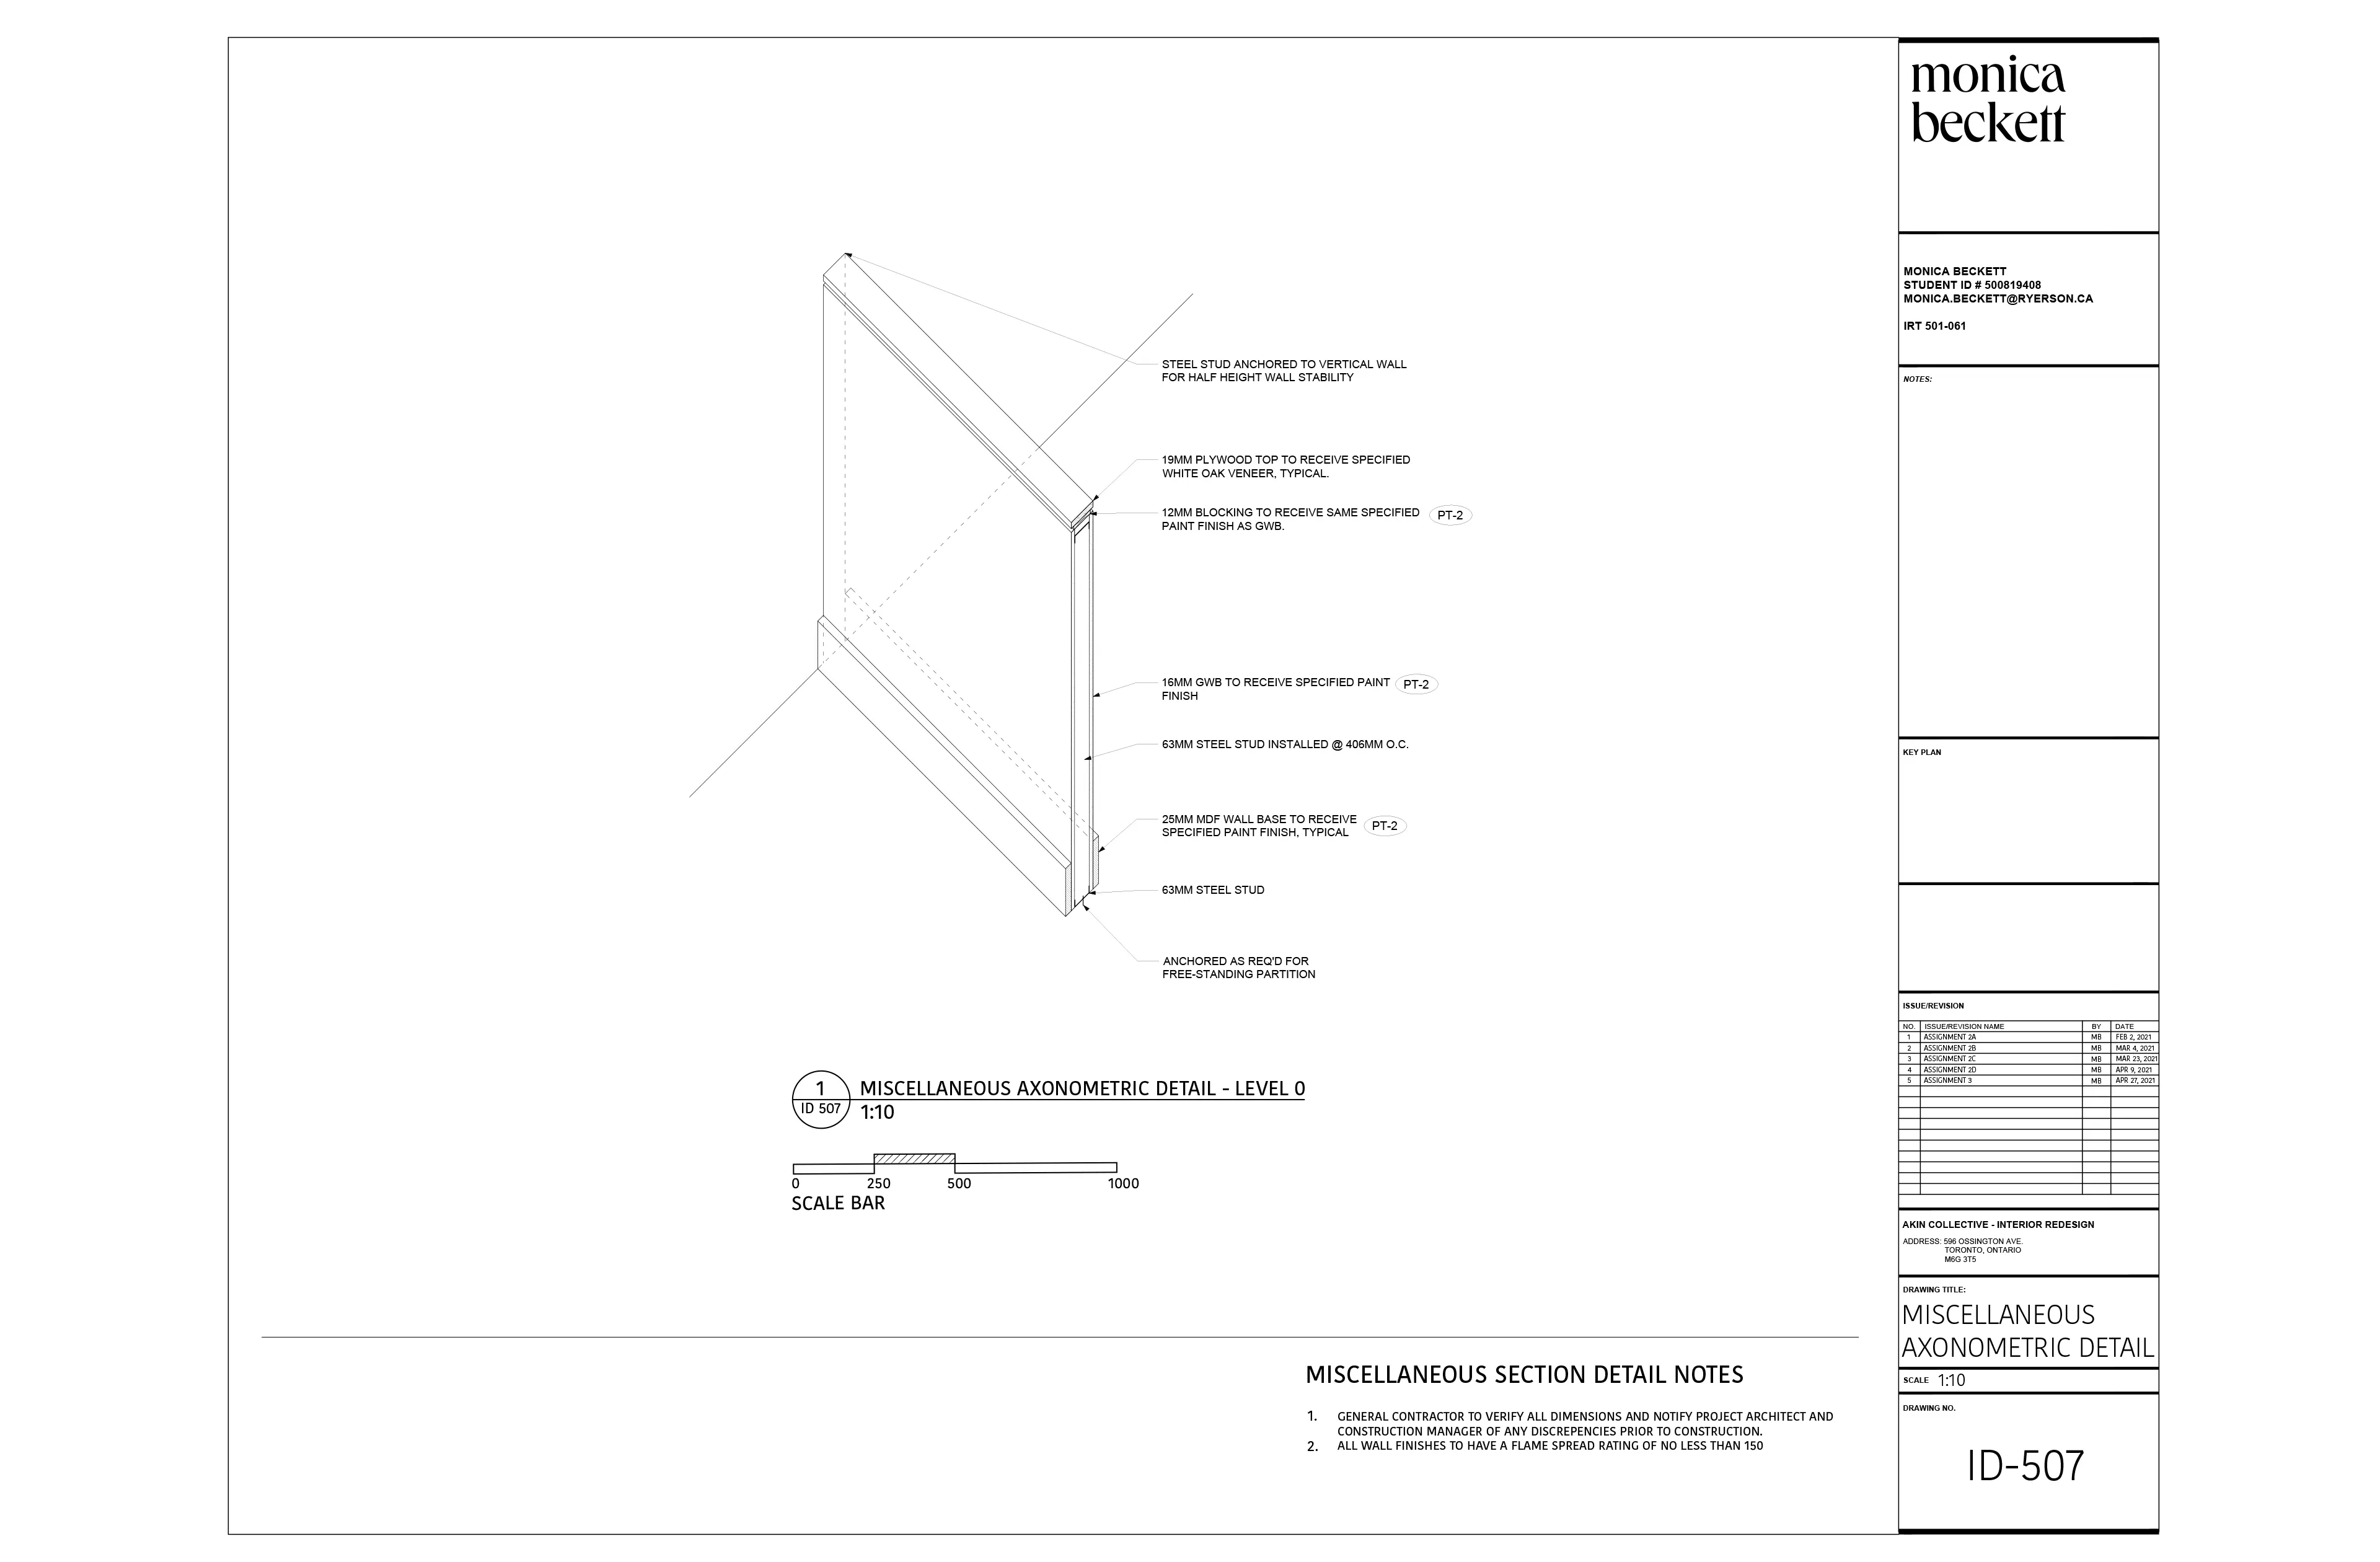 STEEL STUD ANCHORED TO VERTICAL WALL
FOR HALF HEIGHT WALL STABILITY
19MM PLYWOOD TOP TO RECEIVE SPECIFIED
WHITE OAK VENEER, TYPICAL.
12MM BLOCKING TO RECEIVE SAME SPECIFIED
PAINT FINISH AS GWB.
PT-2
16MM GWB TO RECEIVE SPECIFIED PAINT
FINISH
PT-2
63MM STEEL STUD INSTALLED @ 406MM O.C.
25MM MDF WALL BASE TO RECEIVE
SPECIFIED PAINT FINISH, TYPICAL
PT-2
63MM STEEL STUD
ANCHORED AS REQ'D FOR
FREE-STANDING PARTITION
1
ID 507
MISCELLANEOUS AXONOMETRIC DETAIL - LEVEL 0
1:10
0 250 500 1000
SCALE BAR
MISCELLANEOUS SECTION DETAIL NOTES
1. GENERAL CONTRACTOR TO VERIFY ALL DIMENSIONS AND NOTIFY PROJECT ARCHITECT AND
CONSTRUCTION MANAGER OF ANY DISCREPENCIES PRIOR TO CONSTRUCTION.
2. ALL WALL FINISHES TO HAVE A FLAME SPREAD RATING OF NO LESS THAN 150
monica
beckett
MONICA BECKETT
STUDENT ID # 500819408
MONICA.BECKETT@RYERSON.CA
IRT 501-061
NOTES:
KEY PLAN
ISSUE/REVISION
NO. ISSUE/REVISION NAME BY DATE
1 ASSIGNMENT 2A MB FEB 2, 2021
2 ASSIGNMENT 2B MB MAR 4, 2021
3 ASSIGNMENT 2C MB MAR 23, 2021
4 ASSIGNMENT 2D MB APR 9, 2021
5 ASSIGNMENT 3 MB APR 27, 2021
AKIN COLLECTIVE - INTERIOR REDESIGN
ADDRESS: 596 OSSINGTON AVE.
TORONTO, ONTARIO
M6G 3T5
DRAWING TITLE:
MISCELLANEOUS
AXONOMETRIC DETAIL
SCALE 1:10
DRAWING NO.
ID-507